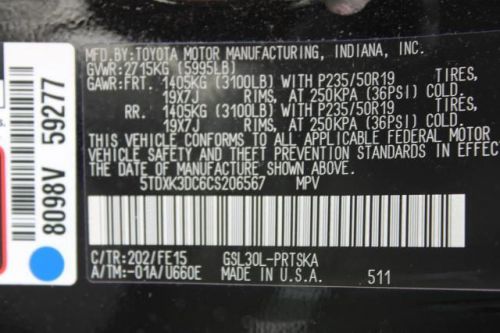 MFD.BY:TOYOTA MOTOR MANUFACTURING, INDIANA, INC.
GVWR:2715KG (5995LB)
GAWR:FRT. 1405KG (3100LB) WITH P235/50R19 TIRES,
19X7J RIMS, AT 250KPA (36PSI) COLD.
RR. 1405KG (3100LB) WITH P235/50R19 TIRES,
19X7J RIMS, AT 250KPA (36PSI) COLD.
THIS VEHICLE CONFORMS TO ALL APPLICABLE FEDERAL MOTOR
VEHICLE SAFETY AND THEFT PREVENTION STANDARDS IN EFFEC
THE DATE OF MANUFACTURE SHOWN ABOVE.
5TDXK3DC6CS206567 MPV
C/TR:202/FE15 GSL30L-PRTSKA
A/TM:-01A/U660E MADE IN U.S.A. 511
8098V 59277